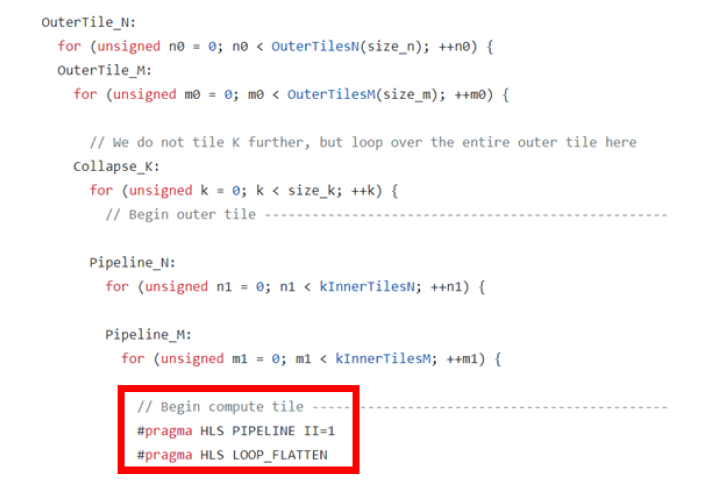 OuterTile_N:
for (unsigned n0 = 0; n0 < OuterTilesN(size_n); ++n0) {
OuterTile_M:
for (unsigned m0 = 0; m0 < OuterTilesM(size_m); ++m0) {
// We do not tile K further, but loop over the entire outer tile here
Collapse_K:
for (unsigned k = 0; k < size_k; ++k) {
// Begin outer tile ---------------------------------------------------
Pipeline_N:
for (unsigned n1 = 0; n1 < kInnerTilesN; ++n1) {
Pipeline_M:
for (unsigned m1 = 0; m1 < kInnerTilesM; ++m1) {
// Begin compute tile ---------------------------------------------
#pragma HLS PIPELINE II=1
#pragma HLS LOOP_FLATTEN